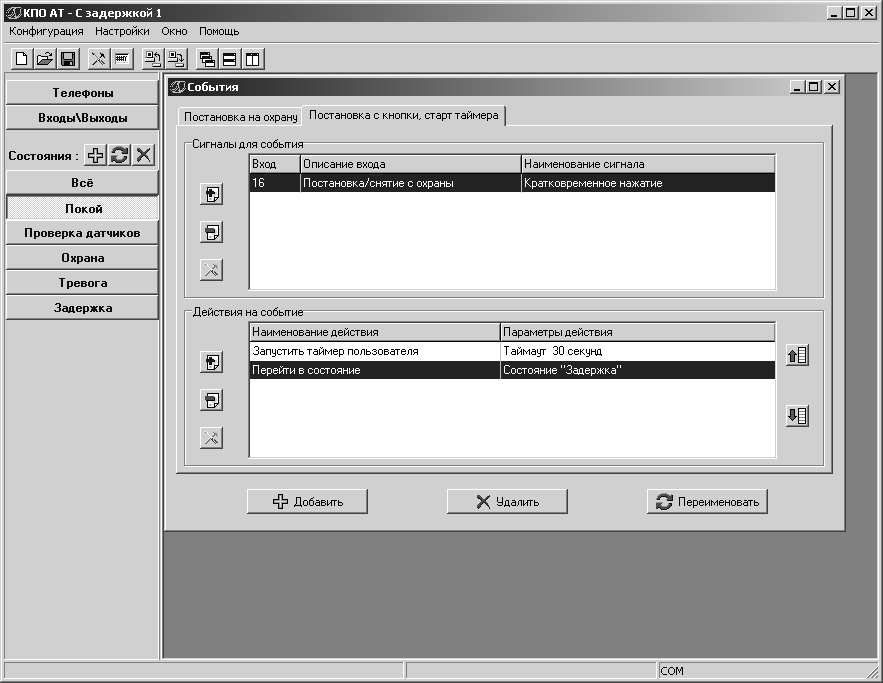 КПО АТ - С задержкой 1
Конфигурация Настройки Окно Помощь
Телефоны
Входы\Выходы
Состояния :
Всё
Покой
Проверка датчиков
Охрана
Тревога
Задержка
События
Постановка на охрану Постановка с кнопки, старт таймера
Сигналы для события
Вход Описание входа Наименование сигнала
16 Постановка/снятие с охраны Кратковременное нажатие
Действия на событие
Наименование действия Параметры действия
Запустить таймер пользователя Таймаут 30 секунд
Перейти в состояние Состояние "Задержка"
Добавить Удалить Переименовать
COM